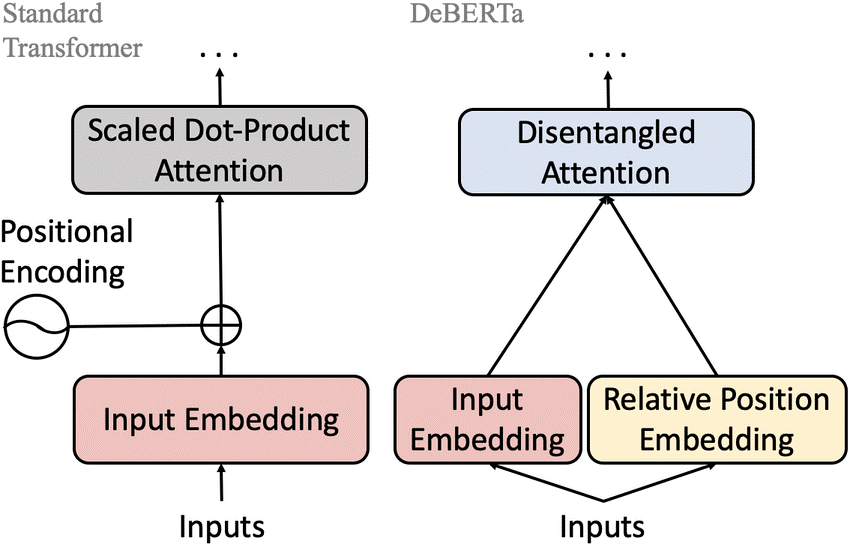 Standard
Transformer
...
Scaled Dot-Product
Attention
Positional
Encoding
Input Embedding
Inputs
DeBERTa
...
Disentangled
Attention
Input
Embedding
Relative Position
Embedding
Inputs